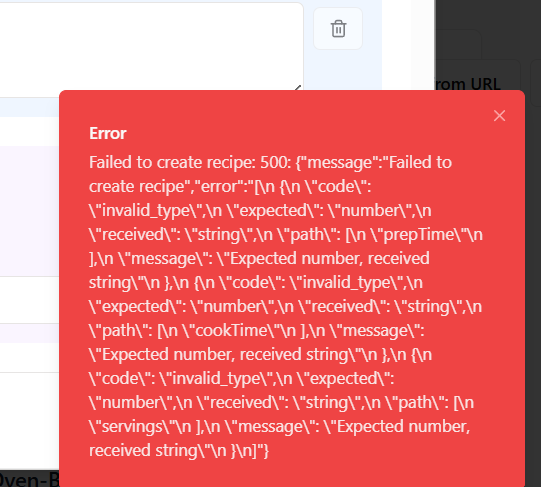 rom URL
Error
Failed to create recipe: 500: {"message":"Failed to
create recipe","error":"[\n {\n \"code\":
\"invalid_type\",\n \"expected\": \"number\",\n
\"received\": \"string\",\n \"path\": [\n \"prepTime\"\n
],\n \"message\": \"Expected number, received
string\"\n },\n {\n \"code\": \"invalid_type\",\n
\"expected\": \"number\",\n \"received\": \"string\",\n
\"path\": [\n \"cookTime\"\n ],\n \"message\":
\"Expected number, received string\"\n },\n {\n
\"code\": \"invalid_type\",\n \"expected\":
\"number\",\n \"received\": \"string\",\n \"path\": [\n
\"servings\"\n ],\n \"message\": \"Expected number,
received string\"\n }\n]"}
Oven-B